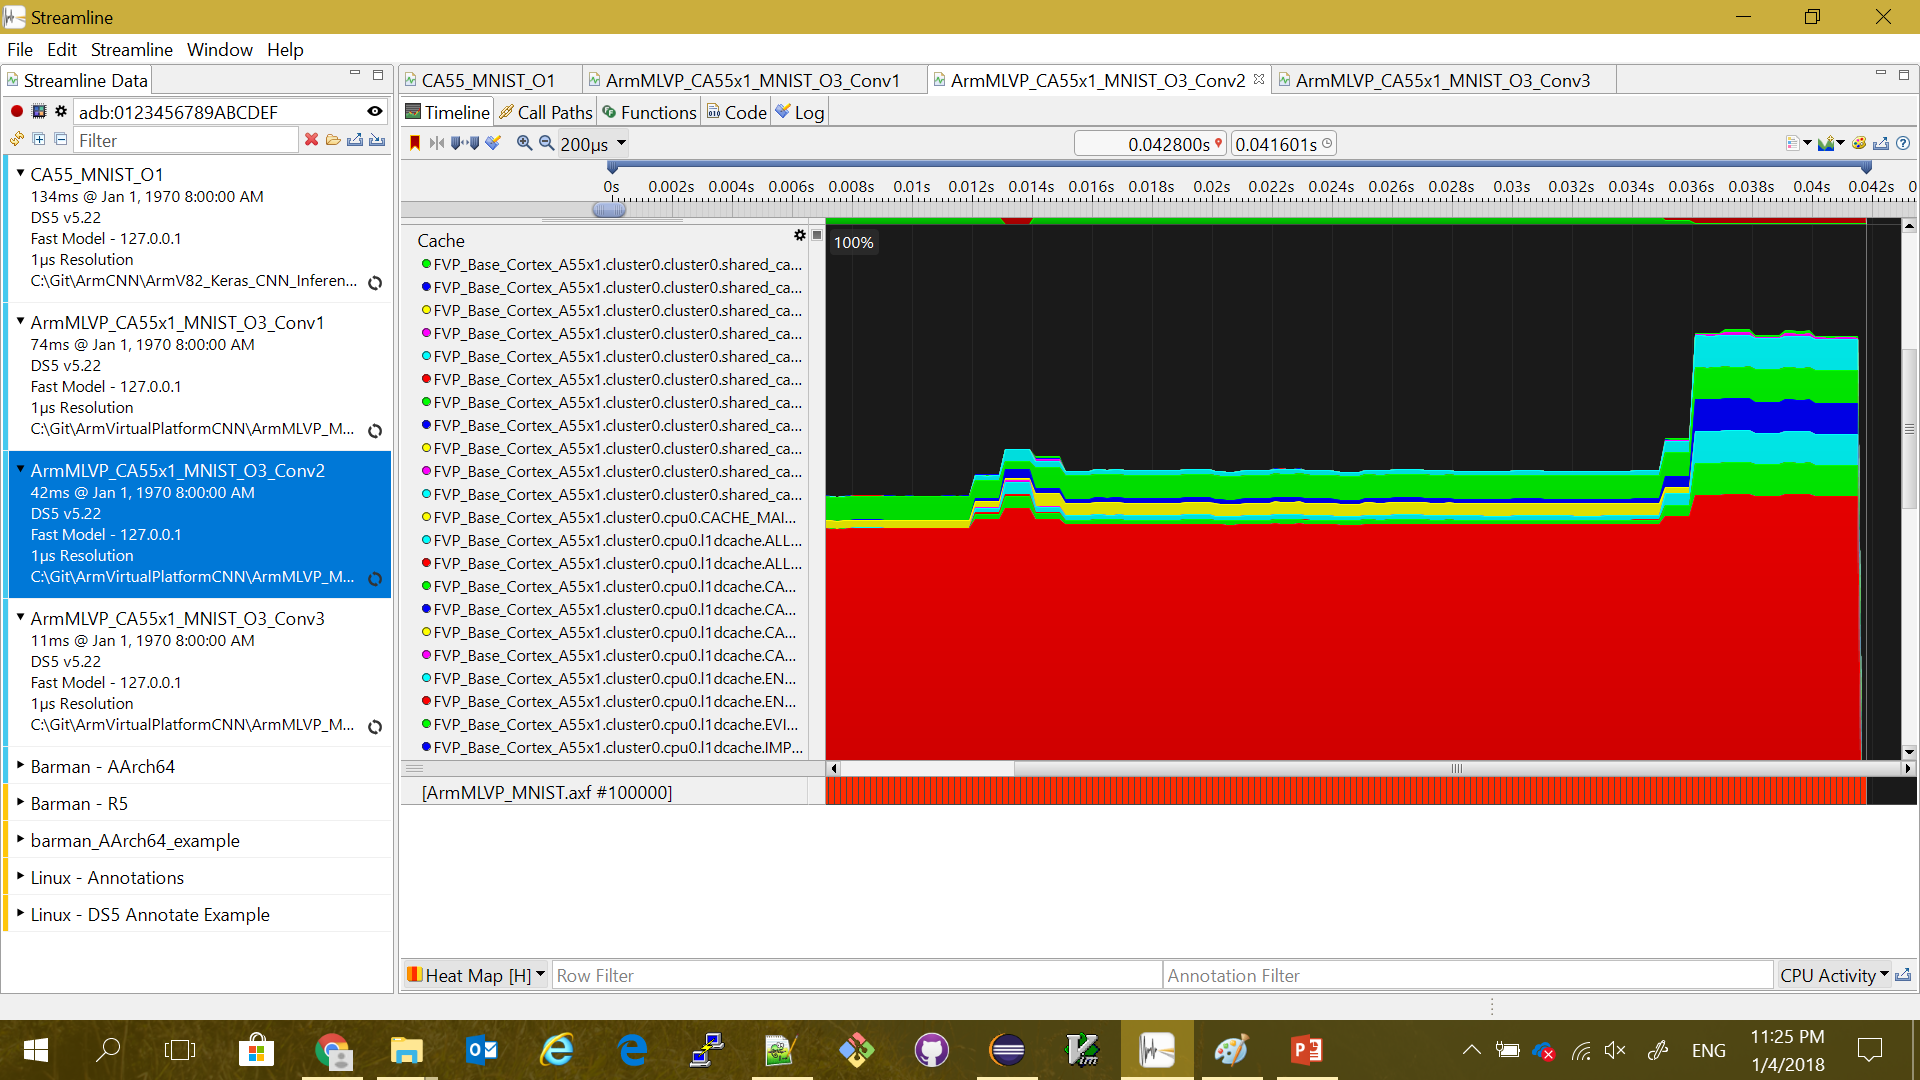 Streamline
File Edit Streamline Window Help
Streamline Data
adb:0123456789ABCDEF
Filter
CA55_MNIST_O1
134ms @ Jan 1, 1970 8:00:00 AM
DS5 v5.22
Fast Model - 127.0.0.1
1µs Resolution
C:\Git\ArmCNN\ArmV82_Keras_CNN_Inferen...
ArmMLVP_CA55x1_MNIST_O3_Conv1
74ms @ Jan 1, 1970 8:00:00 AM
DS5 v5.22
Fast Model - 127.0.0.1
1µs Resolution
C:\Git\ArmVirtualPlatformCNN\ArmMLVP_M...
ArmMLVP_CA55x1_MNIST_O3_Conv2
42ms @ Jan 1, 1970 8:00:00 AM
DS5 v5.22
Fast Model - 127.0.0.1
1µs Resolution
C:\Git\ArmVirtualPlatformCNN\ArmMLVP_M...
ArmMLVP_CA55x1_MNIST_O3_Conv3
11ms @ Jan 1, 1970 8:00:00 AM
DS5 v5.22
Fast Model - 127.0.0.1
1µs Resolution
C:\Git\ArmVirtualPlatformCNN\ArmMLVP_M...
Barman - AArch64
Barman - R5
barman_AArch64_example
Linux - Annotations
Linux - DS5 Annotate Example
CA55_MNIST_O1 ArmMLVP_CA55x1_MNIST_O3_Conv1 ArmMLVP_CA55x1_MNIST_O3_Conv2 ArmMLVP_CA55x1_MNIST_O3_Conv3
Timeline Call Paths Functions Code Log
200µs 0.042800s 0.041601s
0s 0.002s 0.004s 0.006s 0.008s 0.01s 0.012s 0.014s 0.016s 0.018s 0.02s 0.022s 0.024s 0.026s 0.028s 0.03s 0.032s 0.034s 0.036s 0.038s 0.04s 0.042s 0
Cache
100%
FVP_Base_Cortex_A55x1.cluster0.cluster0.shared_ca...
FVP_Base_Cortex_A55x1.cluster0.cluster0.shared_ca...
FVP_Base_Cortex_A55x1.cluster0.cluster0.shared_ca...
FVP_Base_Cortex_A55x1.cluster0.cluster0.shared_ca...
FVP_Base_Cortex_A55x1.cluster0.cluster0.shared_ca...
FVP_Base_Cortex_A55x1.cluster0.cluster0.shared_ca...
FVP_Base_Cortex_A55x1.cluster0.cluster0.shared_ca...
FVP_Base_Cortex_A55x1.cluster0.cluster0.shared_ca...
FVP_Base_Cortex_A55x1.cluster0.cluster0.shared_ca...
FVP_Base_Cortex_A55x1.cluster0.cluster0.shared_ca...
FVP_Base_Cortex_A55x1.cluster0.cluster0.shared_ca...
FVP_Base_Cortex_A55x1.cluster0.cpu0.CACHE_MAI...
FVP_Base_Cortex_A55x1.cluster0.cpu0.l1dcache.ALL...
FVP_Base_Cortex_A55x1.cluster0.cpu0.l1dcache.ALL...
FVP_Base_Cortex_A55x1.cluster0.cpu0.l1dcache.CA...
FVP_Base_Cortex_A55x1.cluster0.cpu0.l1dcache.CA...
FVP_Base_Cortex_A55x1.cluster0.cpu0.l1dcache.CA...
FVP_Base_Cortex_A55x1.cluster0.cpu0.l1dcache.CA...
FVP_Base_Cortex_A55x1.cluster0.cpu0.l1dcache.EN...
FVP_Base_Cortex_A55x1.cluster0.cpu0.l1dcache.EN...
FVP_Base_Cortex_A55x1.cluster0.cpu0.l1dcache.EVI...
FVP_Base_Cortex_A55x1.cluster0.cpu0.l1dcache.IMP...
[ArmMLVP_MNIST.axf #100000]
Heat Map [H] Row Filter Annotation Filter CPU Activity
ENG
11:25 PM
1/4/2018